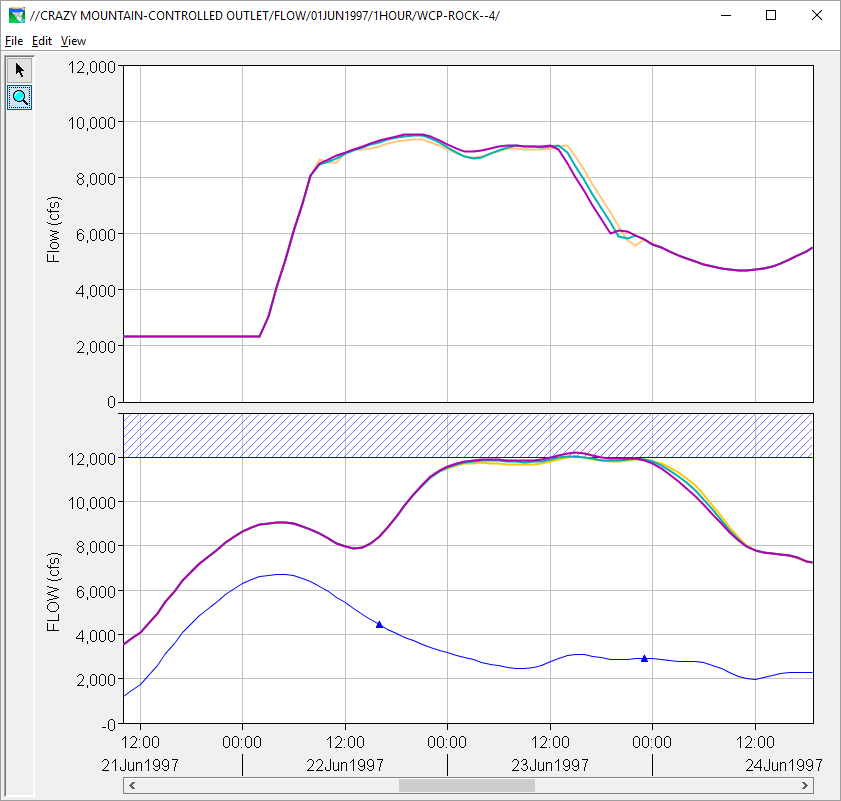 //CRAZY MOUNTAIN-CONTROLLED OUTLET/FLOW/01JUN1997/1HOUR/WCP-ROCK--4/
File Edit View
12,000
10,000
8,000
6,000
4,000
2,000
0
Flow (cfs)
12,000
10,000
8,000
6,000
4,000
2,000
-0
FLOW (cfs)
12:00 00:00 12:00 00:00 12:00 00:00 12:00
21Jun1997 22Jun1997 23Jun1997 24Jun1997